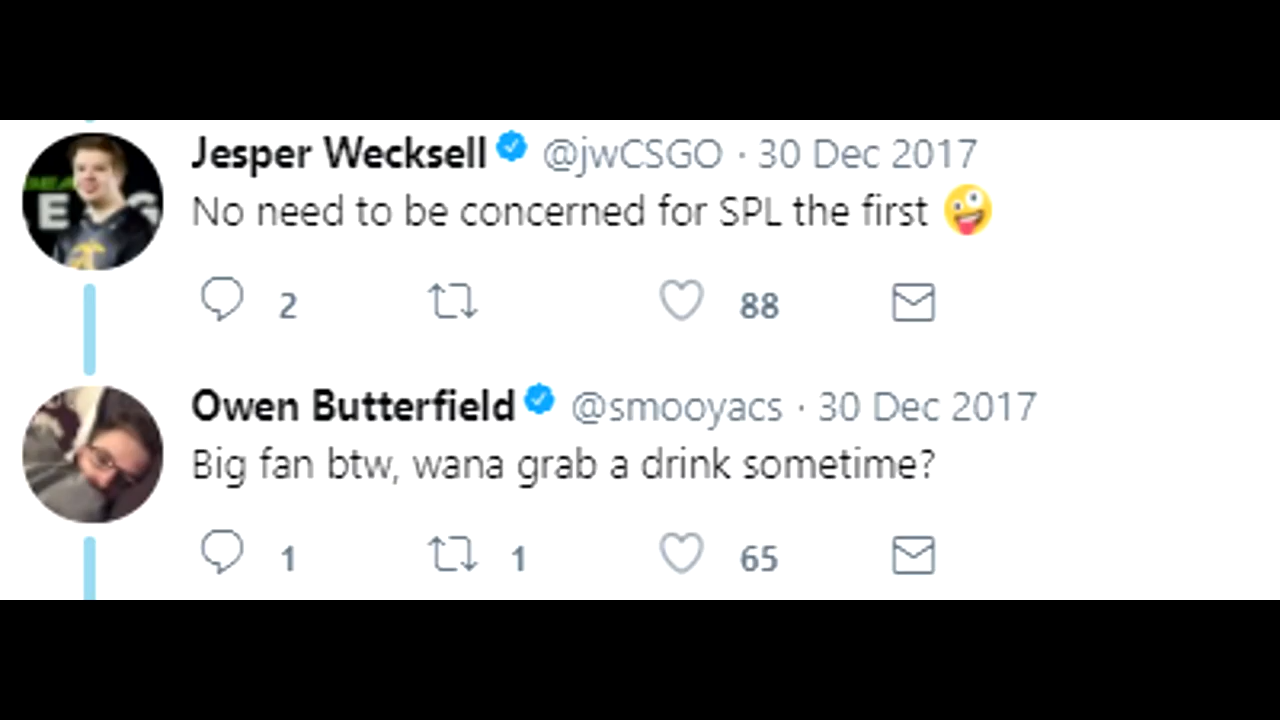 Jesper Wecksell @jwCSGO · 30 Dec 2017
No need to be concerned for SPL the first 🤪
2 88
Owen Butterfield @smooyacs · 30 Dec 2017
Big fan btw, wana grab a drink sometime?
1 1 65